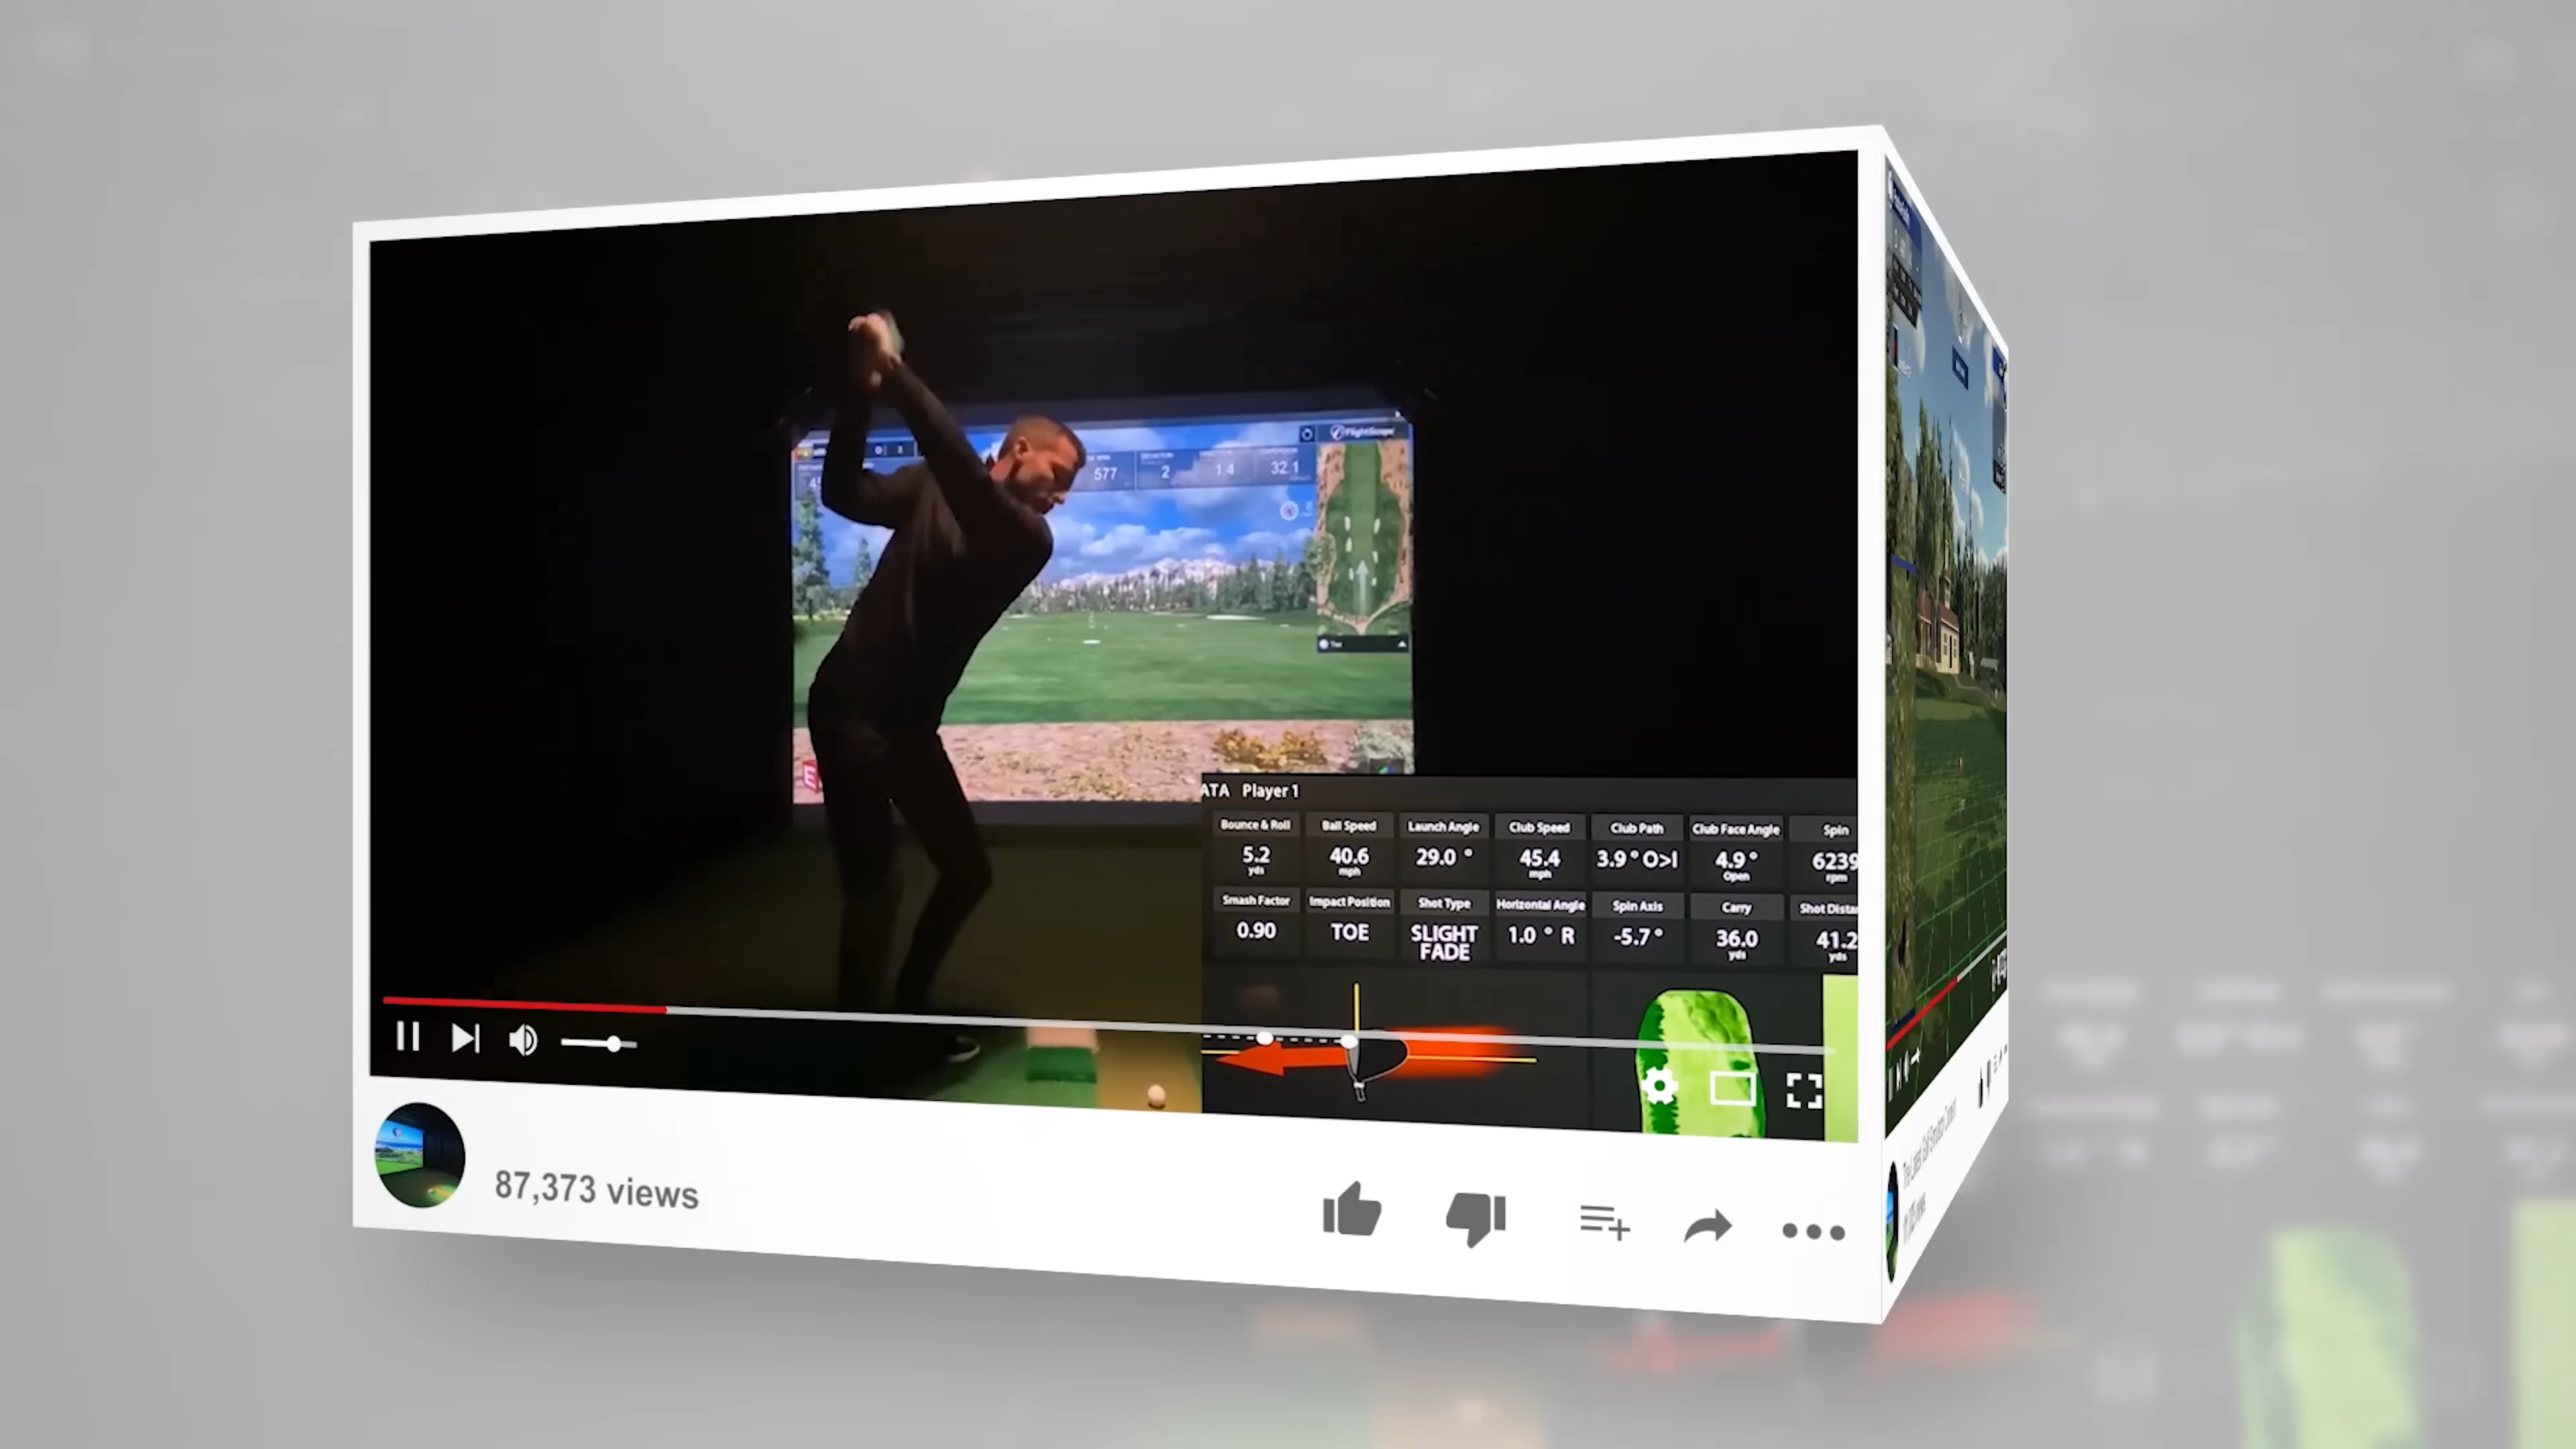 FlightScope
577
2
1.4
32.1
ATA Player 1
Bounce & Roll Ball Speed Launch Angle Club Speed Club Path Club Face Angle Spin
5.2 40.6 29.0 ° 45.4 3.9 ° O>I 4.9 ° 6239
yds mph mph Open rpm
Smash Factor Impact Position Shot Type Horizontal Angle Spin Axis Carry Shot Distan
0.90 TOE SLIGHT 1.0 ° R -5.7 ° 36.0 41.2
FADE yds yds
87,373 views